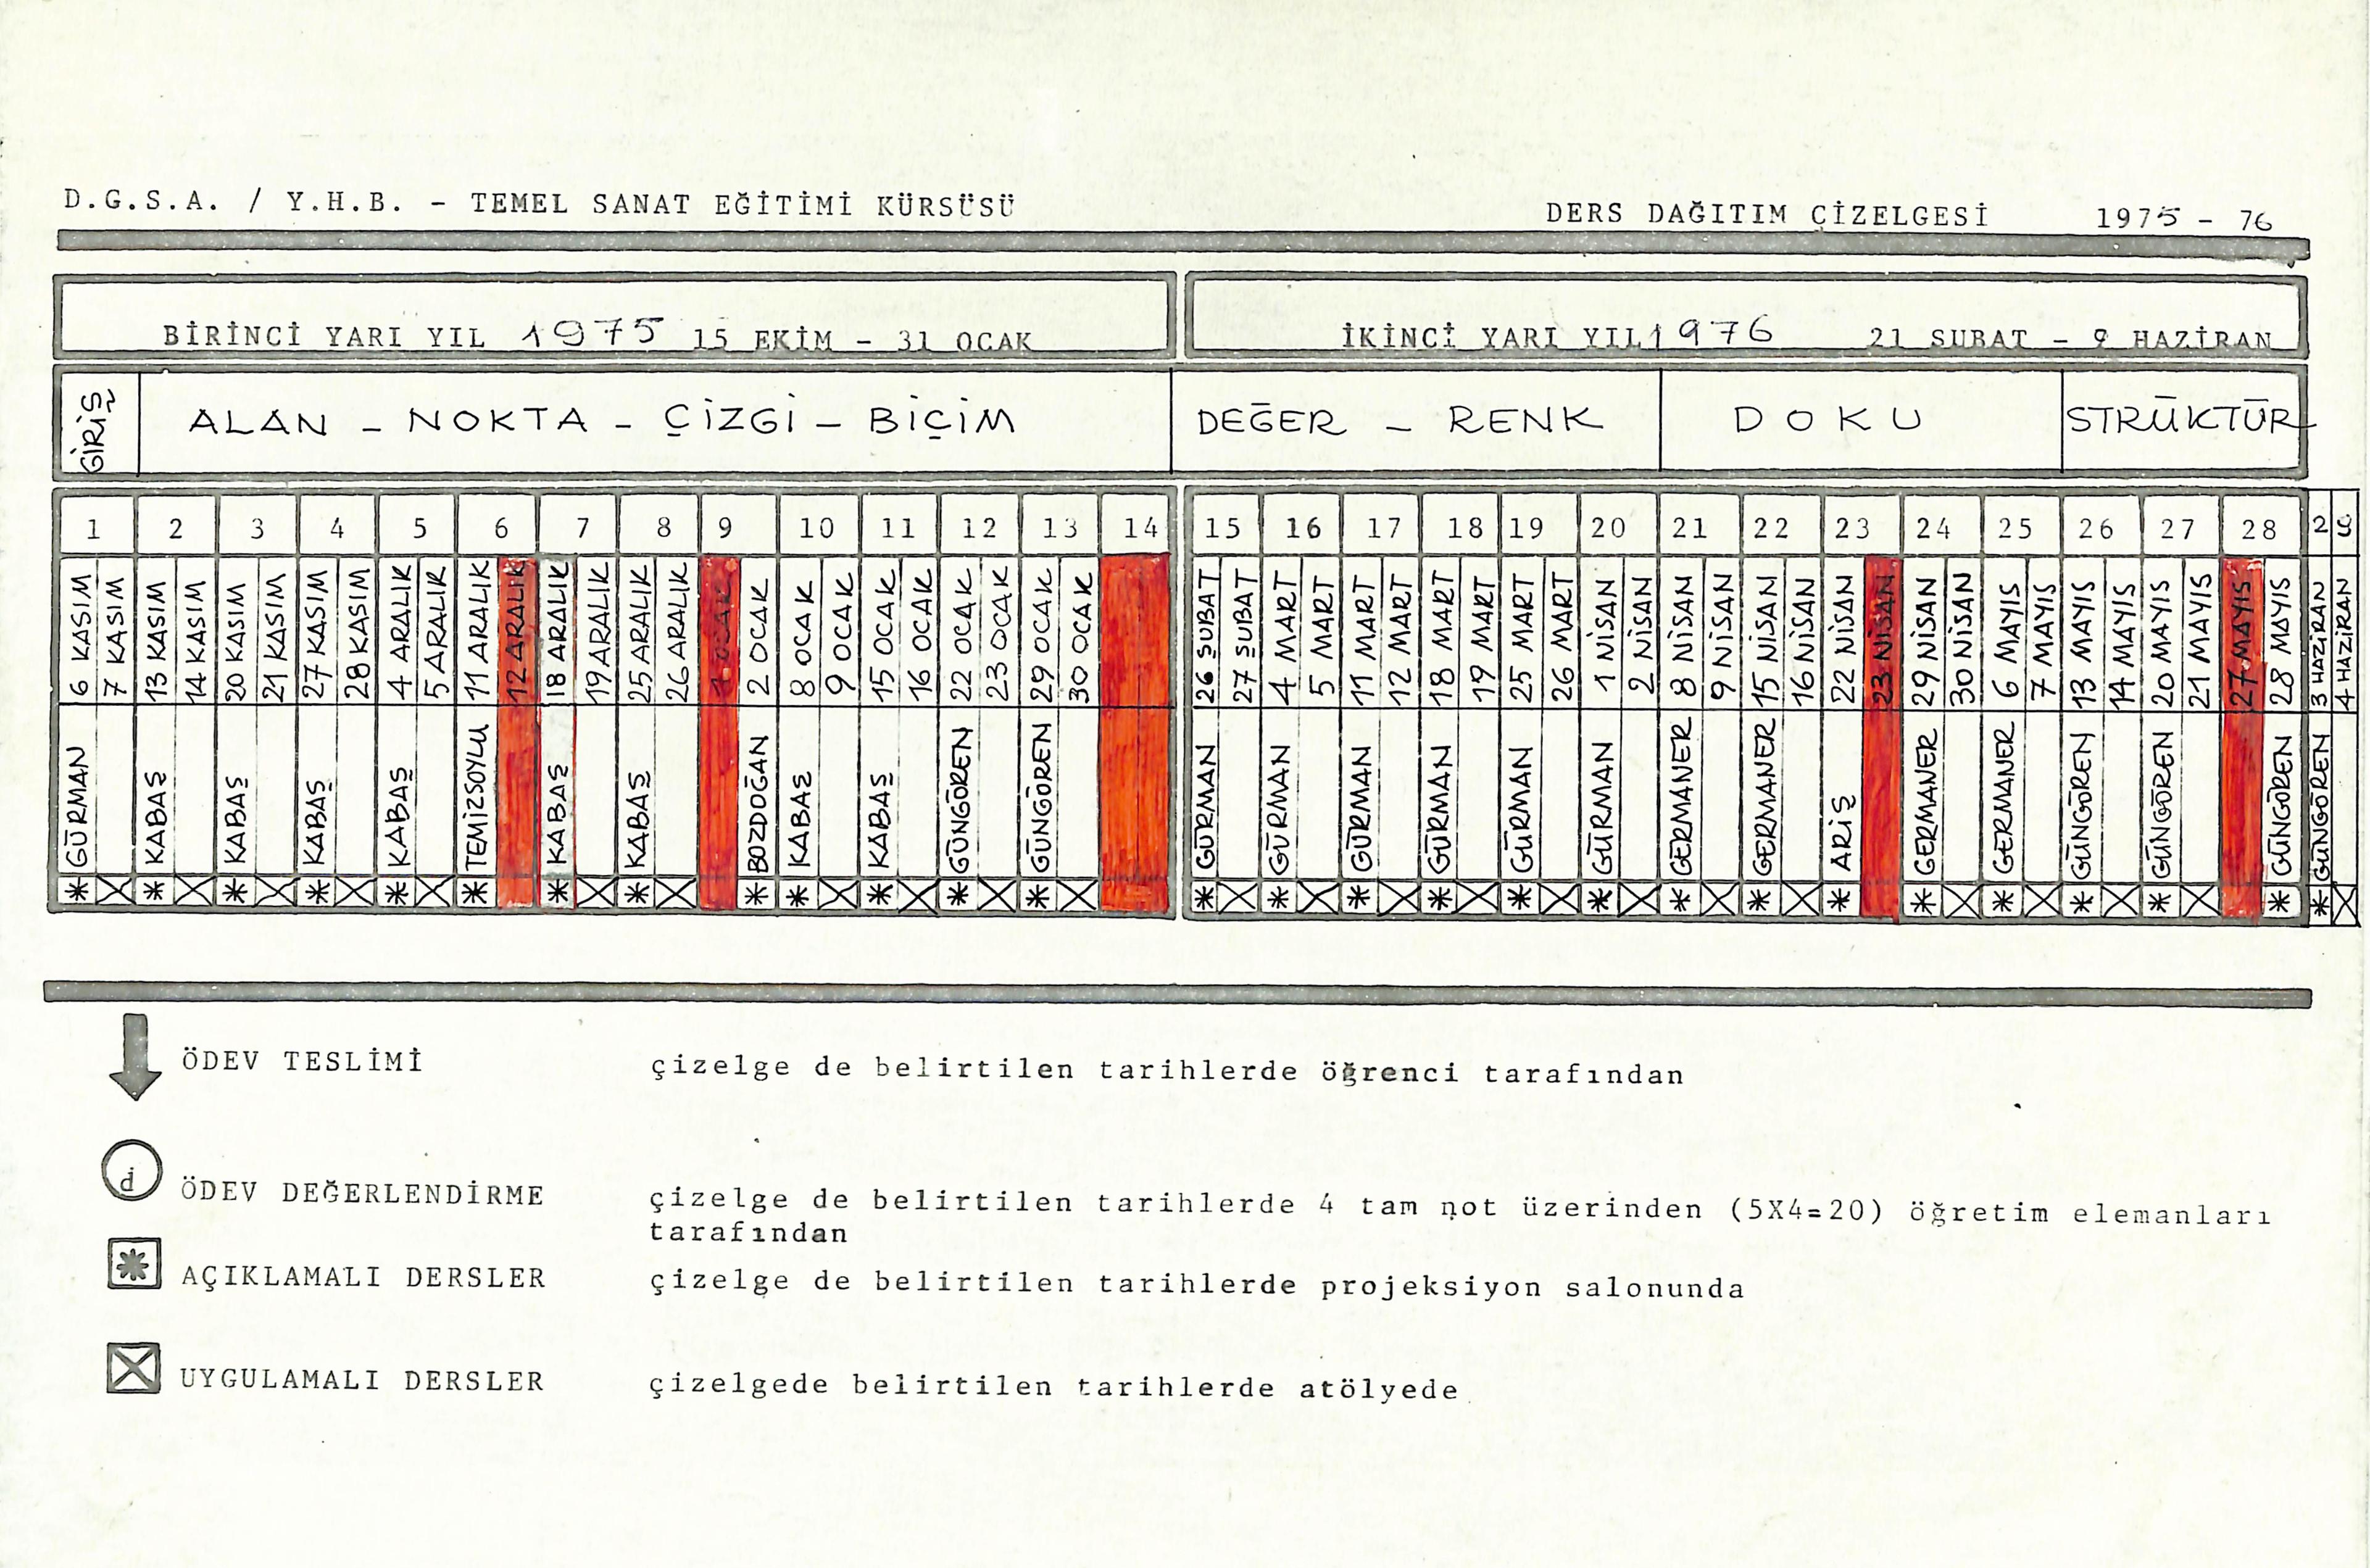 D.G.S.A. / Y.H.B. - TEMEL SANAT EĞİTİMİ KÜRSÜSÜ
DERS DAĞITIM ÇİZELGESİ 1975 - 76
BİRİNCİ YARI YIL 1975 15 EKİM - 31 OCAK
İKİNCİ YARI YIL 1976 21 SUBAT - 9 HAZİRAN
GİRİŞ
ALAN - NOKTA - ÇİZGİ - BİÇİM
DEĞER - RENK
DOKU
STRÜKTÜR
1 2 3 4 5 6 7 8 9 10 11 12 13 14
15 16 17 18 19 20 21 22 23 24 25 26 27 28 2
6 KASIM
7 KASIM
13 KASIM
14 KASIM
20 KASIM
21 KASIM
27 KASIM
28 KASIM
4 ARALIK
5 ARALIK
11 ARALIK
12 ARALIK
18 ARALIK
19 ARALIK
25 ARALIK
26 ARALIK
1 OCAK
2 OCAK
8 OCAK
9 OCAK
15 OCAK
16 OCAK
22 OCAK
23 OCAK
29 OCAK
30 OCAK
26 ŞUBAT
27 ŞUBAT
4 MART
5 MART
11 MART
12 MART
18 MART
19 MART
25 MART
26 MART
1 NİSAN
2 NİSAN
8 NİSAN
9 NİSAN
15 NİSAN
16 NİSAN
22 NİSAN
23 NİSAN
29 NİSAN
30 NİSAN
6 MAYIS
7 MAYIS
13 MAYIS
14 MAYIS
20 MAYIS
21 MAYIS
27 MAYIS
28 MAYIS
3 HAZİRAN
4 HAZİRAN
GÜRMAN
KABAŞ
KABAŞ
KABAŞ
KABAŞ
TEMİZSOYLU
KABAŞ
KABAŞ
BOZDOĞAN
KABAŞ
KABAŞ
GÜNGÖREN
GÜNGÖREN
GÜRMAN
GÜRMAN
GÜRMAN
GÜRMAN
GÜRMAN
GÜRMAN
GERMANER
GERMANER
ARIŞ
GERMANER
GERMANER
GÜNGÖREN
GÜNGÖREN
GÜNGÖREN
GÜNGÖREN
ÖDEV TESLİMİ çizelge de belirtilen tarihlerde öğrenci tarafından
d ÖDEV DEĞERLENDİRME çizelge de belirtilen tarihlerde 4 tam not üzerinden (5X4=20) öğretim elemanları
tarafından
AÇIKLAMALI DERSLER çizelge de belirtilen tarihlerde projeksiyon salonunda
UYGULAMALI DERSLER çizelgede belirtilen tarihlerde atölyede